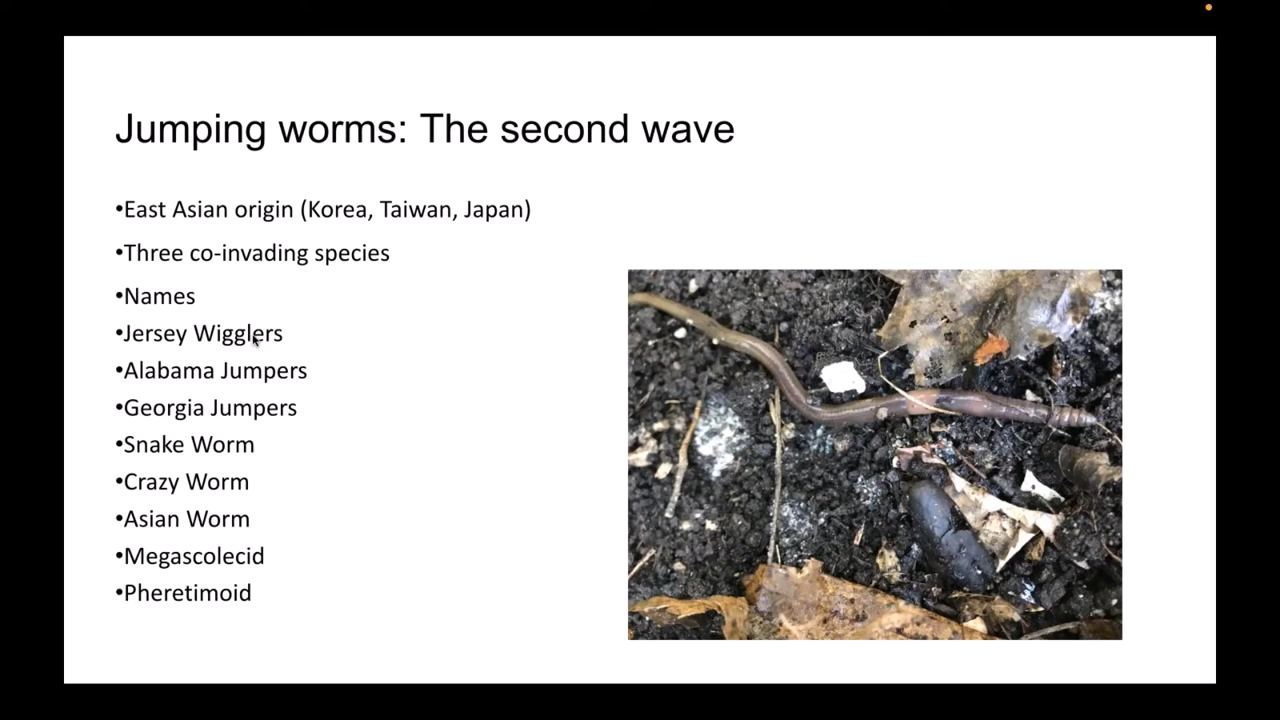 Jumping worms: The second wave
•East Asian origin (Korea, Taiwan, Japan)
•Three co-invading species
•Names
•Jersey Wigglers
•Alabama Jumpers
•Georgia Jumpers
•Snake Worm
•Crazy Worm
•Asian Worm
•Megascolecid
•Pheretimoid